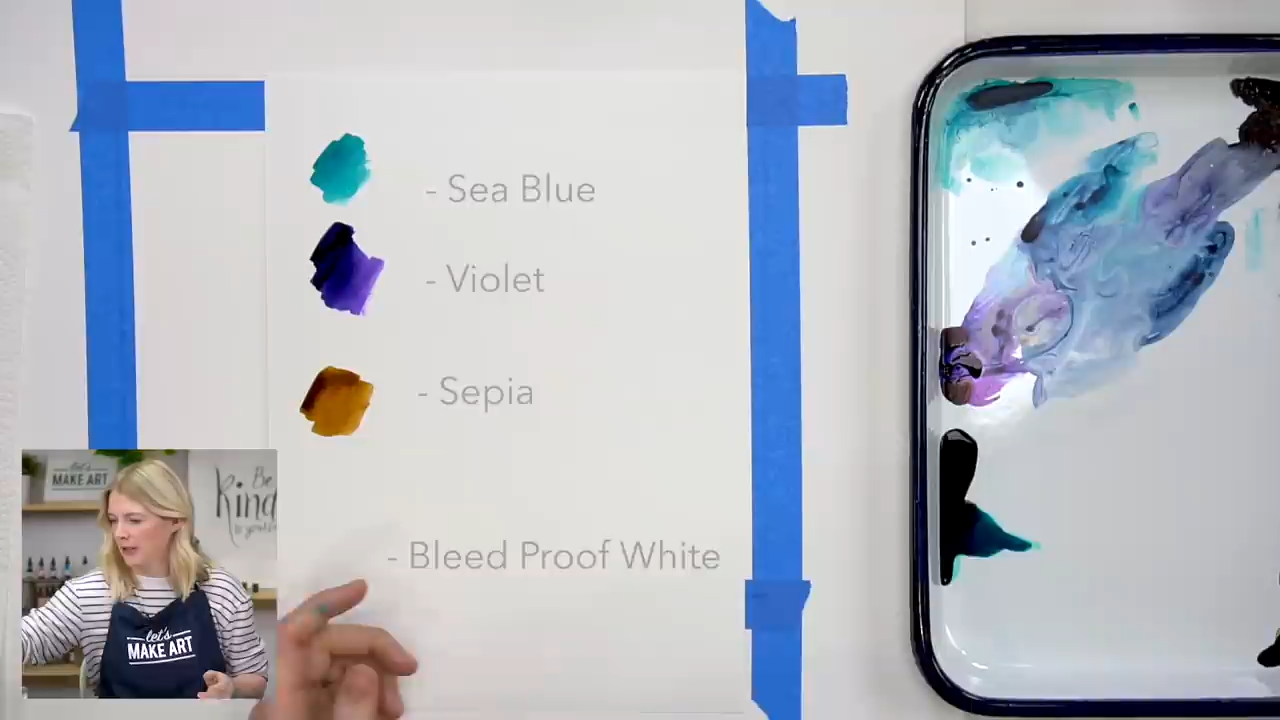 - Sea Blue
- Violet
- Sepia
- Bleed Proof White
let's
MAKE ART
Be
kind
let's
MAKE ART